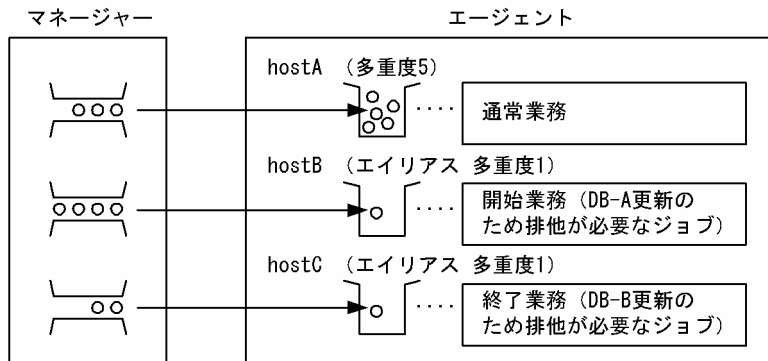 マネージャー
エージェント
hostA （多重度5）
通常業務
hostB （エイリアス 多重度1）
開始業務（DB-A更新の
ため排他が必要なジョブ）
hostC （エイリアス 多重度1）
終了業務（DB-B更新の
ため排他が必要なジョブ）